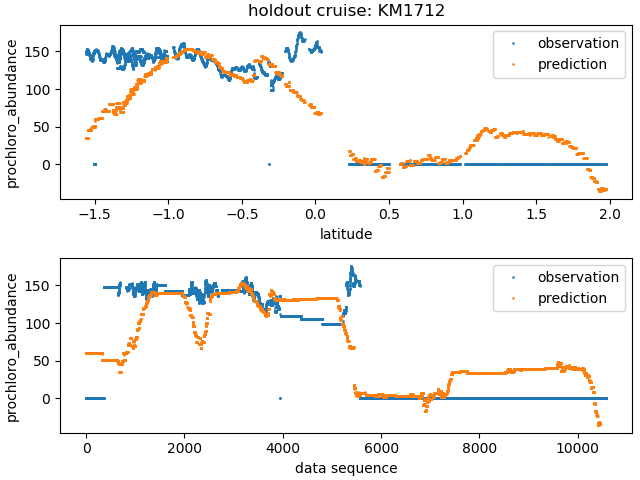 holdout cruise: KM1712
prochloro_abundance
150
100
50
0
observation
prediction
−1.5
−1.0
−0.5
0.0
0.5
1.0
1.5
2.0
latitude
prochloro_abundance
150
100
50
0
observation
prediction
0
2000
4000
6000
8000
10000
data sequence